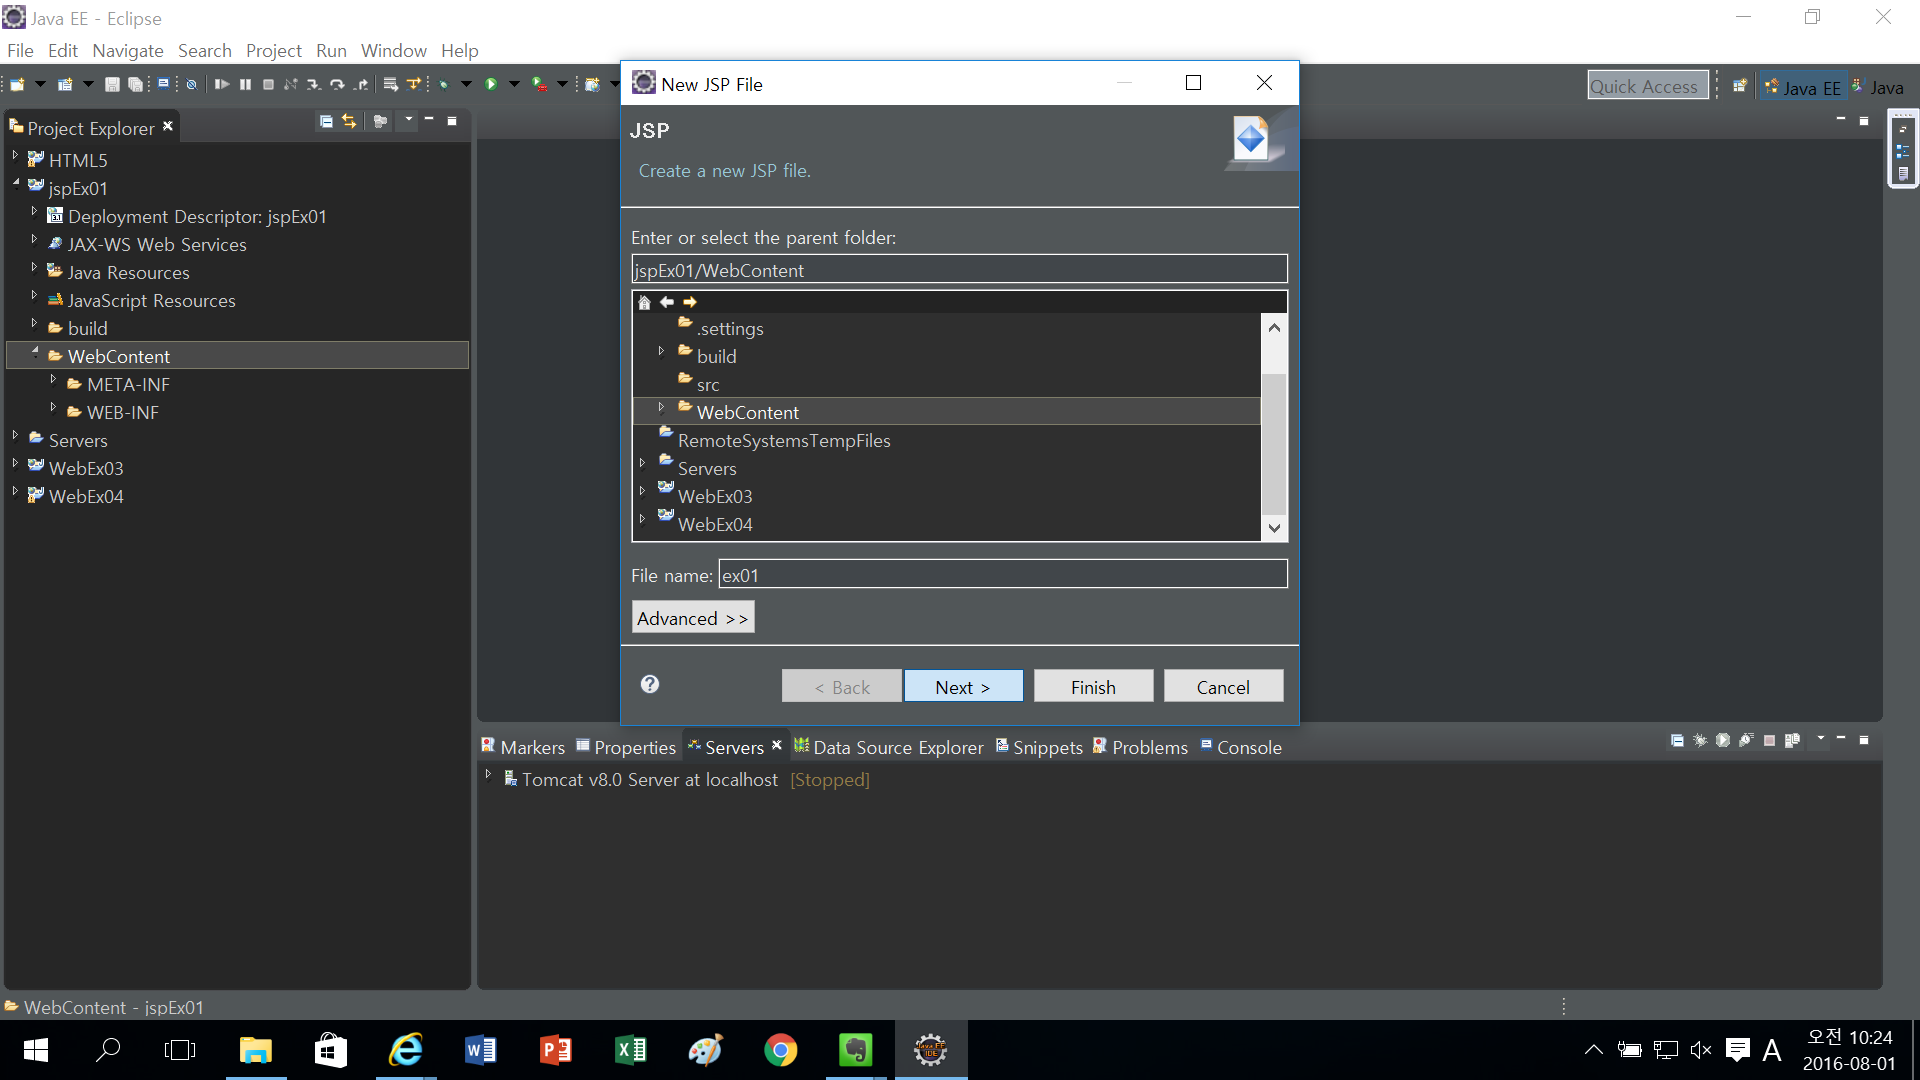 Java EE - Eclipse
File Edit Navigate Search Project Run Window Help
Quick Access
Java EE
Java
Project Explorer
HTML5
jspEx01
Deployment Descriptor: jspEx01
JAX-WS Web Services
Java Resources
JavaScript Resources
build
WebContent
META-INF
WEB-INF
Servers
WebEx03
WebEx04
New JSP File
JSP
Create a new JSP file.
Enter or select the parent folder:
jspEx01/WebContent
.settings
build
src
WebContent
RemoteSystemsTempFiles
Servers
WebEx03
WebEx04
File name: ex01
Advanced >>
< Back
Next >
Finish
Cancel
Markers Properties Servers Data Source Explorer Snippets Problems Console
Tomcat v8.0 Server at localhost [Stopped]
WebContent - jspEx01
A
오전 10:24
2016-08-01